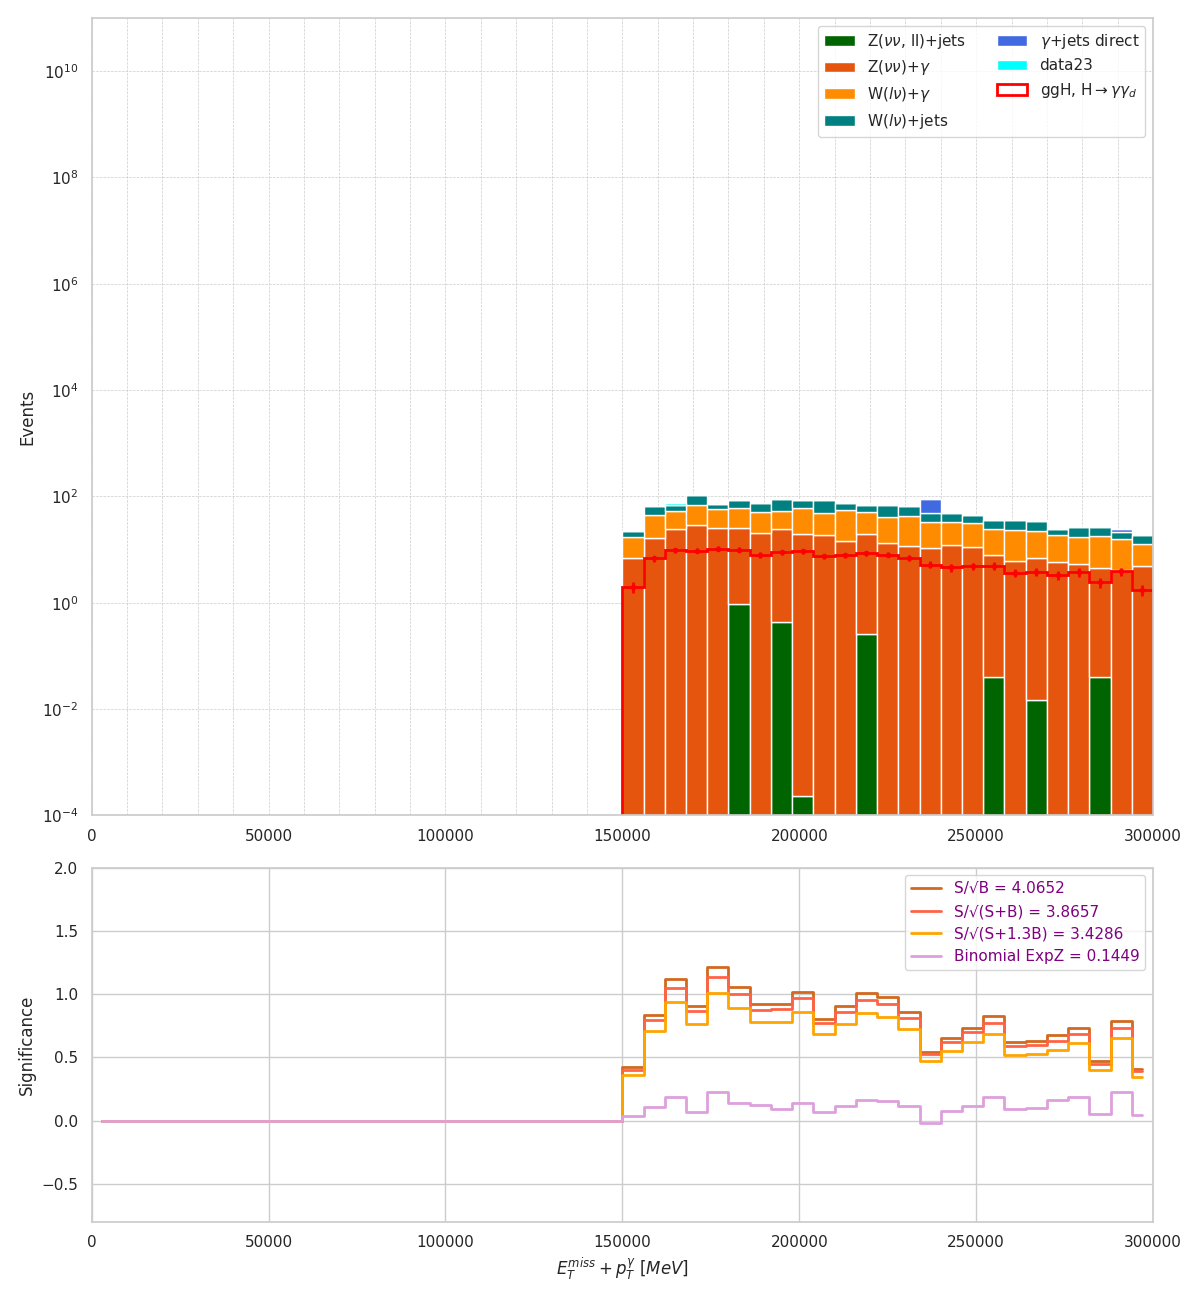 Z(νν, ll)+jets
Z(νν)+γ
W(lν)+γ
W(lν)+jets
γ+jets direct
data23
ggH, H→γγ_d
10^10
10^8
10^6
10^4
10^2
10^0
10^−2
10^−4
Events
0 50000 100000 150000 200000 250000 300000
S/√B = 4.0652
S/√(S+B) = 3.8657
S/√(S+1.3B) = 3.4286
Binomial ExpZ = 0.1449
2.0
1.5
1.0
0.5
0.0
−0.5
Significance
0 50000 100000 150000 200000 250000 300000
E_T^miss + p_T^γ [MeV]